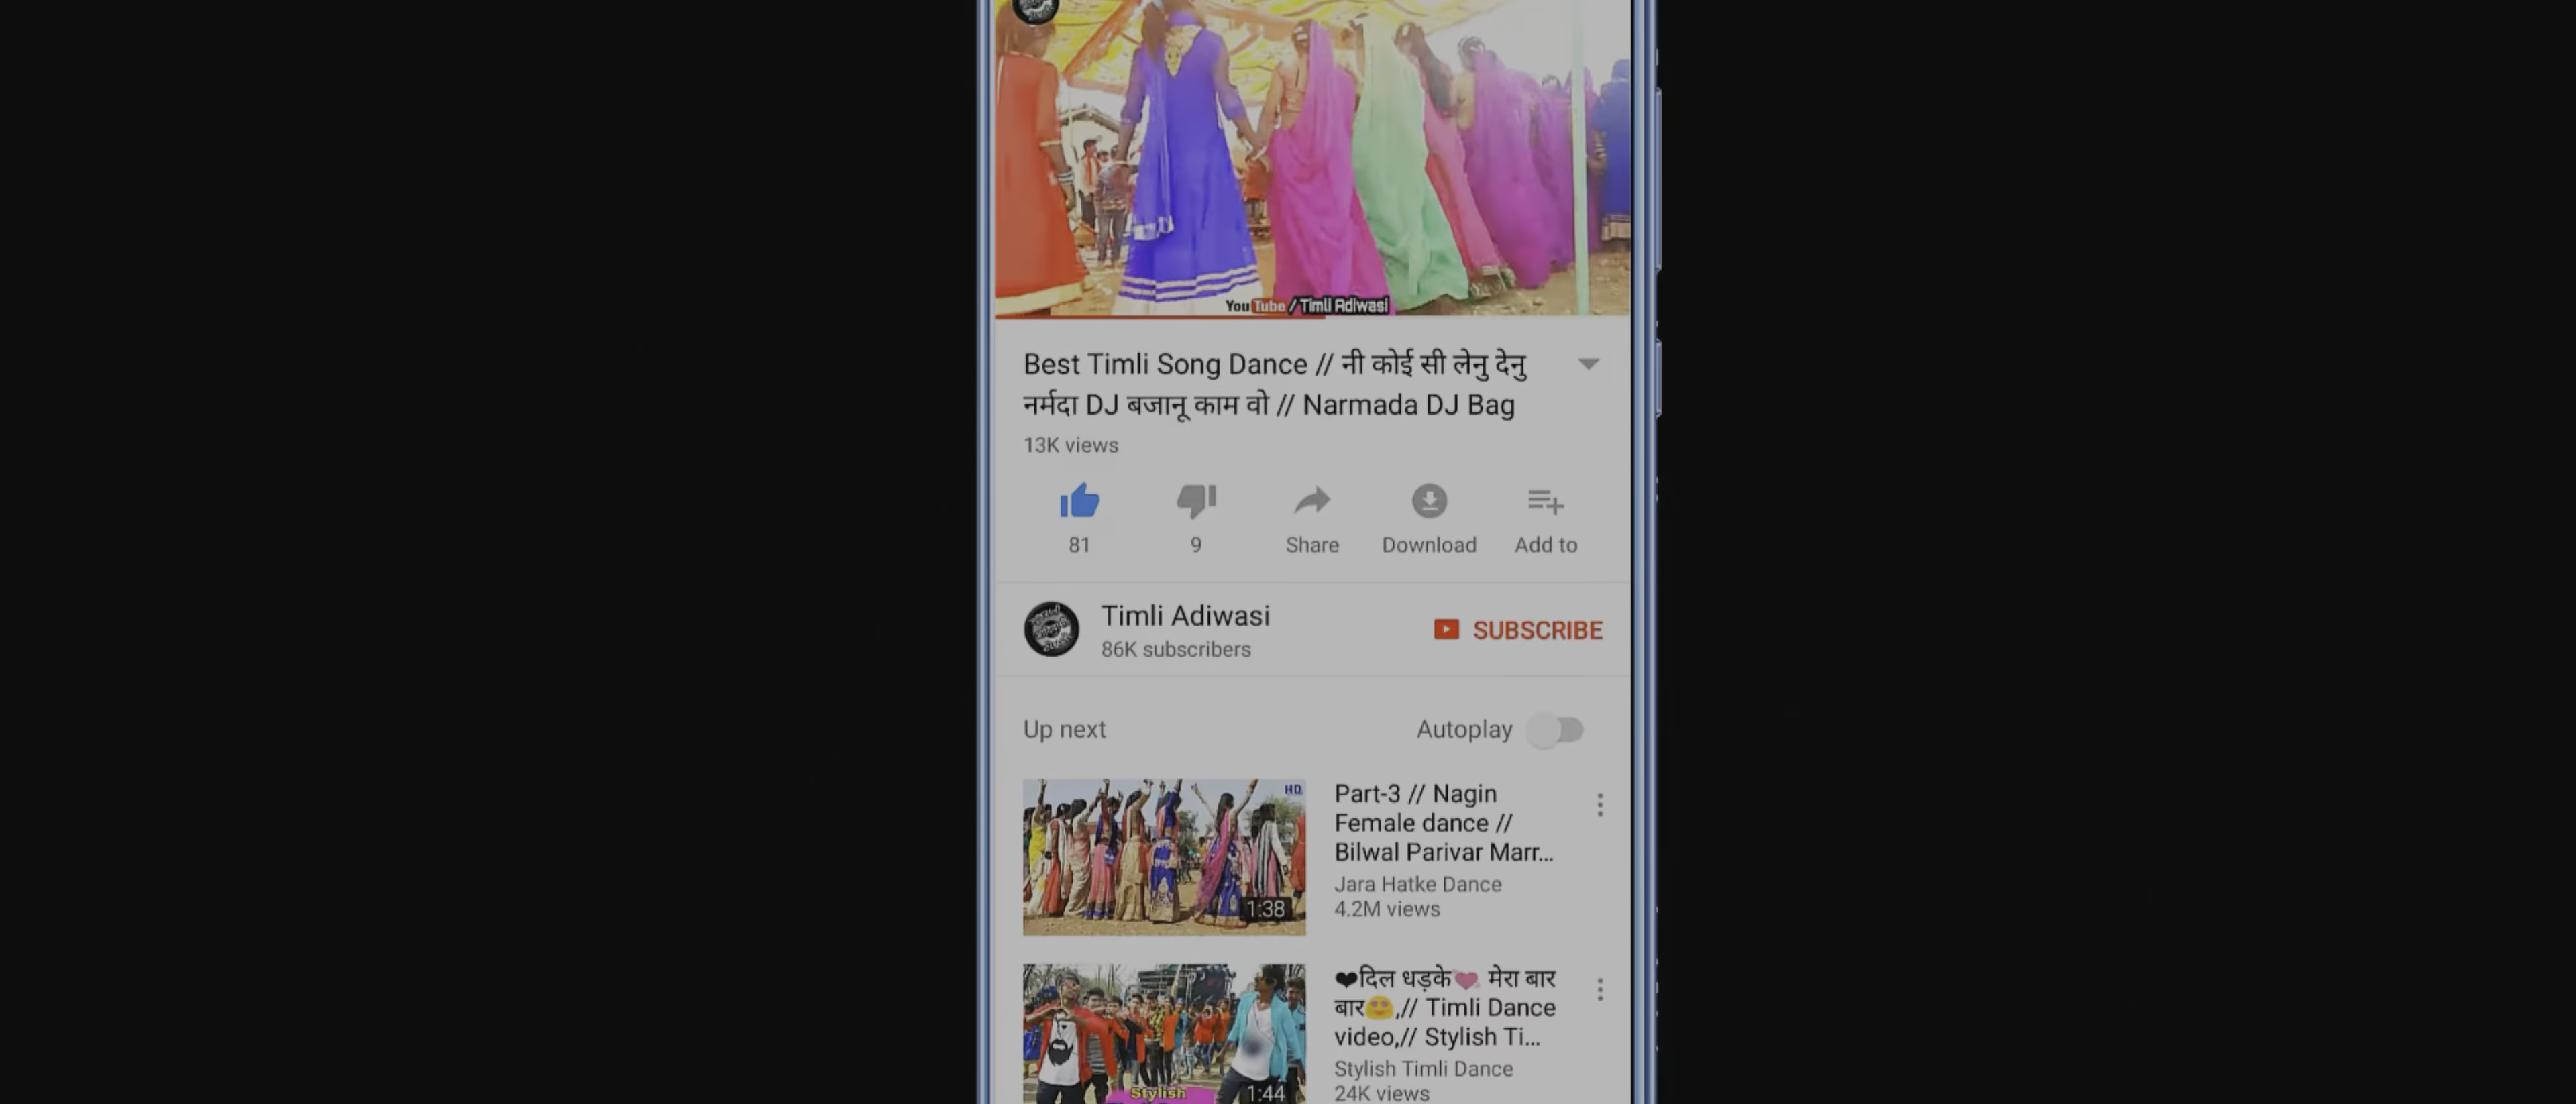 You Tube / Timli Adiwasi
Best Timli Song Dance // नी कोई सी लेनु देनु
नर्मदा DJ बजानू काम वो // Narmada DJ Bag
13K views
81
9
Share
Download
Add to
Timli Adiwasi
86K subscribers
SUBSCRIBE
Up next
Autoplay
HD
1:38
Part-3 // Nagin
Female dance //
Bilwal Parivar Marr...
Jara Hatke Dance
4.2M views
Stylish
1:44
❤दिल धड़के💓 मेरा बार
बार😍,// Timli Dance
video,// Stylish Ti...
Stylish Timli Dance
24K views